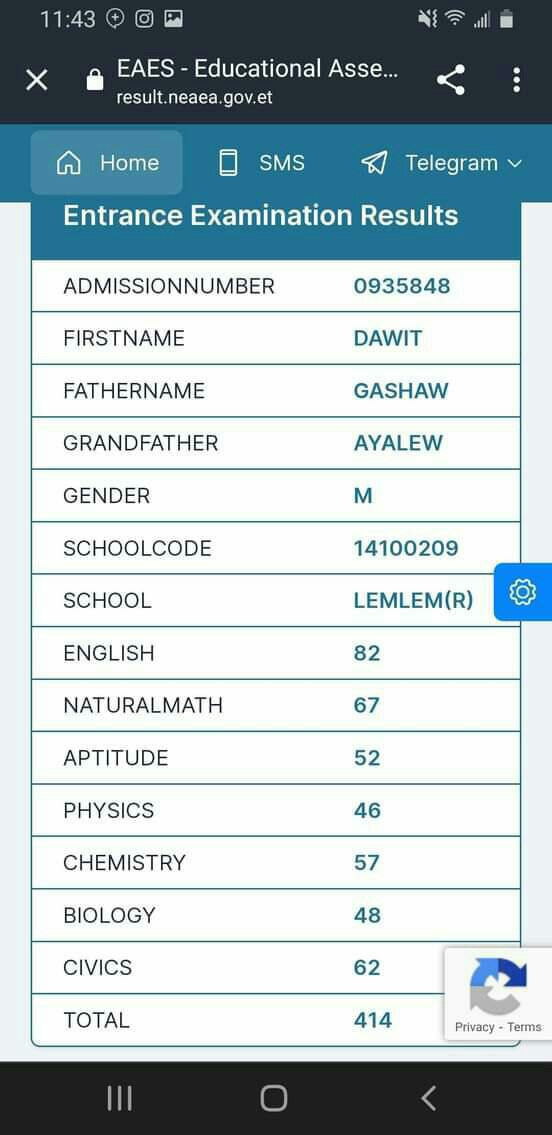 11:43
EAES - Educational Asse...
result.neaea.gov.et
Home SMS Telegram
Entrance Examination Results
ADMISSIONNUMBER 0935848
FIRSTNAME DAWIT
FATHERNAME GASHAW
GRANDFATHER AYALEW
GENDER M
SCHOOLCODE 14100209
SCHOOL LEMLEM(R)
ENGLISH 82
NATURALMATH 67
APTITUDE 52
PHYSICS 46
CHEMISTRY 57
BIOLOGY 48
CIVICS 62
TOTAL 414
Privacy - Terms